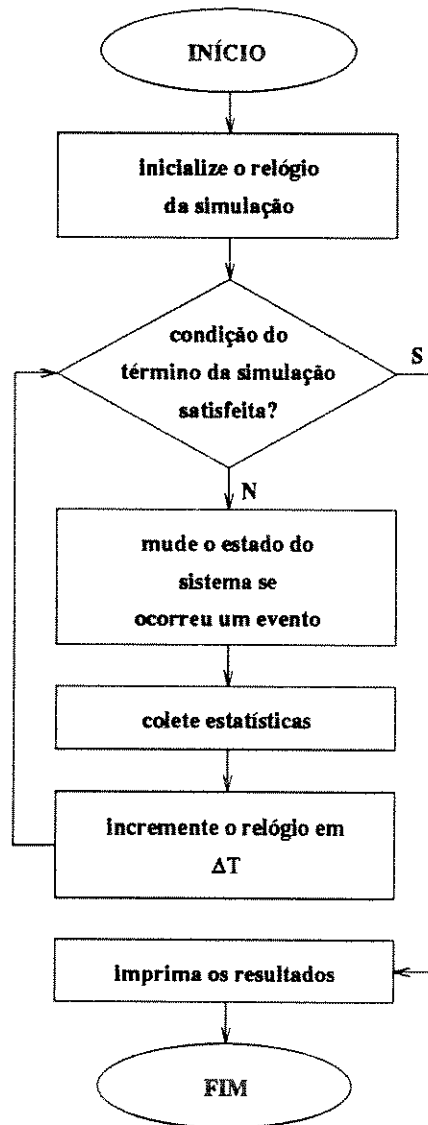 INÍCIO
inicialize o relógio
da simulação
condição do
término da simulação
satisfeita?
S
N
mude o estado do
sistema se
ocorreu um evento
colete estatísticas
incremente o relógio em
ΔT
imprima os resultados
FIM